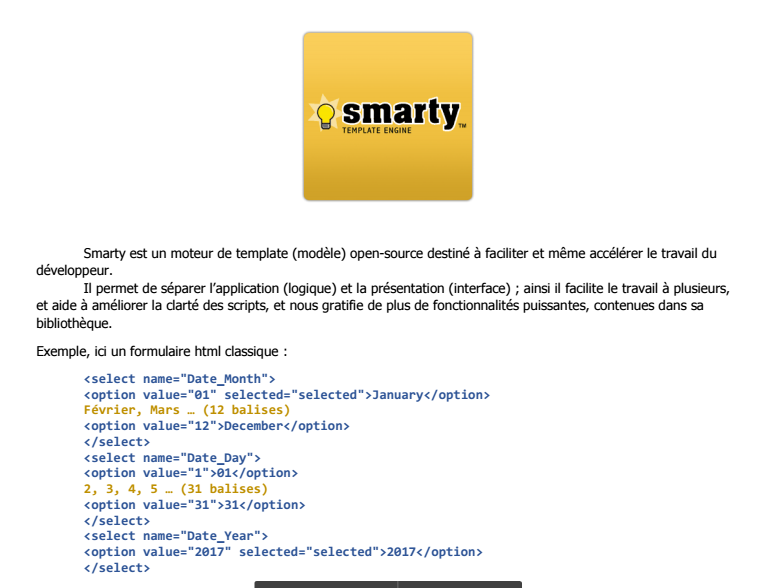 smarty
TEMPLATE ENGINE
TM
Smarty est un moteur de template (modèle) open-source destiné à faciliter et même accélérer le travail du
développeur.
Il permet de séparer l’application (logique) et la présentation (interface) ; ainsi il facilite le travail à plusieurs,
et aide à améliorer la clarté des scripts, et nous gratifie de plus de fonctionnalités puissantes, contenues dans sa
bibliothèque.
Exemple, ici un formulaire html classique :
<select name="Date_Month">
<option value="01" selected="selected">January</option>
Février, Mars … (12 balises)
<option value="12">December</option>
</select>
<select name="Date_Day">
<option value="1">01</option>
2, 3, 4, 5 … (31 balises)
<option value="31">31</option>
</select>
<select name="Date_Year">
<option value="2017" selected="selected">2017</option>
</select>